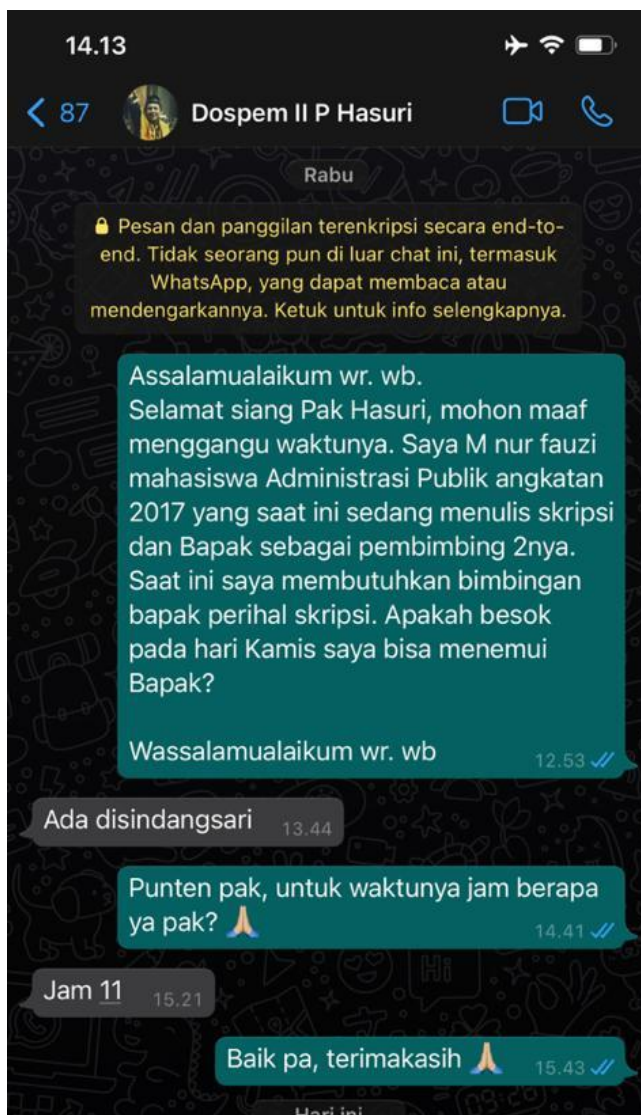 14.13
87
Dospem II P Hasuri
Rabu
Pesan dan panggilan terenkripsi secara end-to-
end. Tidak seorang pun di luar chat ini, termasuk
WhatsApp, yang dapat membaca atau
mendengarkannya. Ketuk untuk info selengkapnya.
Assalamualaikum wr. wb.
Selamat siang Pak Hasuri, mohon maaf
menggangu waktunya. Saya M nur fauzi
mahasiswa Administrasi Publik angkatan
2017 yang saat ini sedang menulis skripsi
dan Bapak sebagai pembimbing 2nya.
Saat ini saya membutuhkan bimbingan
bapak perihal skripsi. Apakah besok
pada hari Kamis saya bisa menemui
Bapak?
Wassalamualaikum wr. wb 12.53
Ada disindangsari 13.44
Punten pak, untuk waktunya jam berapa
ya pak? 🙏🏼 14.41
Jam 11 15.21
Baik pa, terimakasih 🙏🏼 15.43
Hari ini